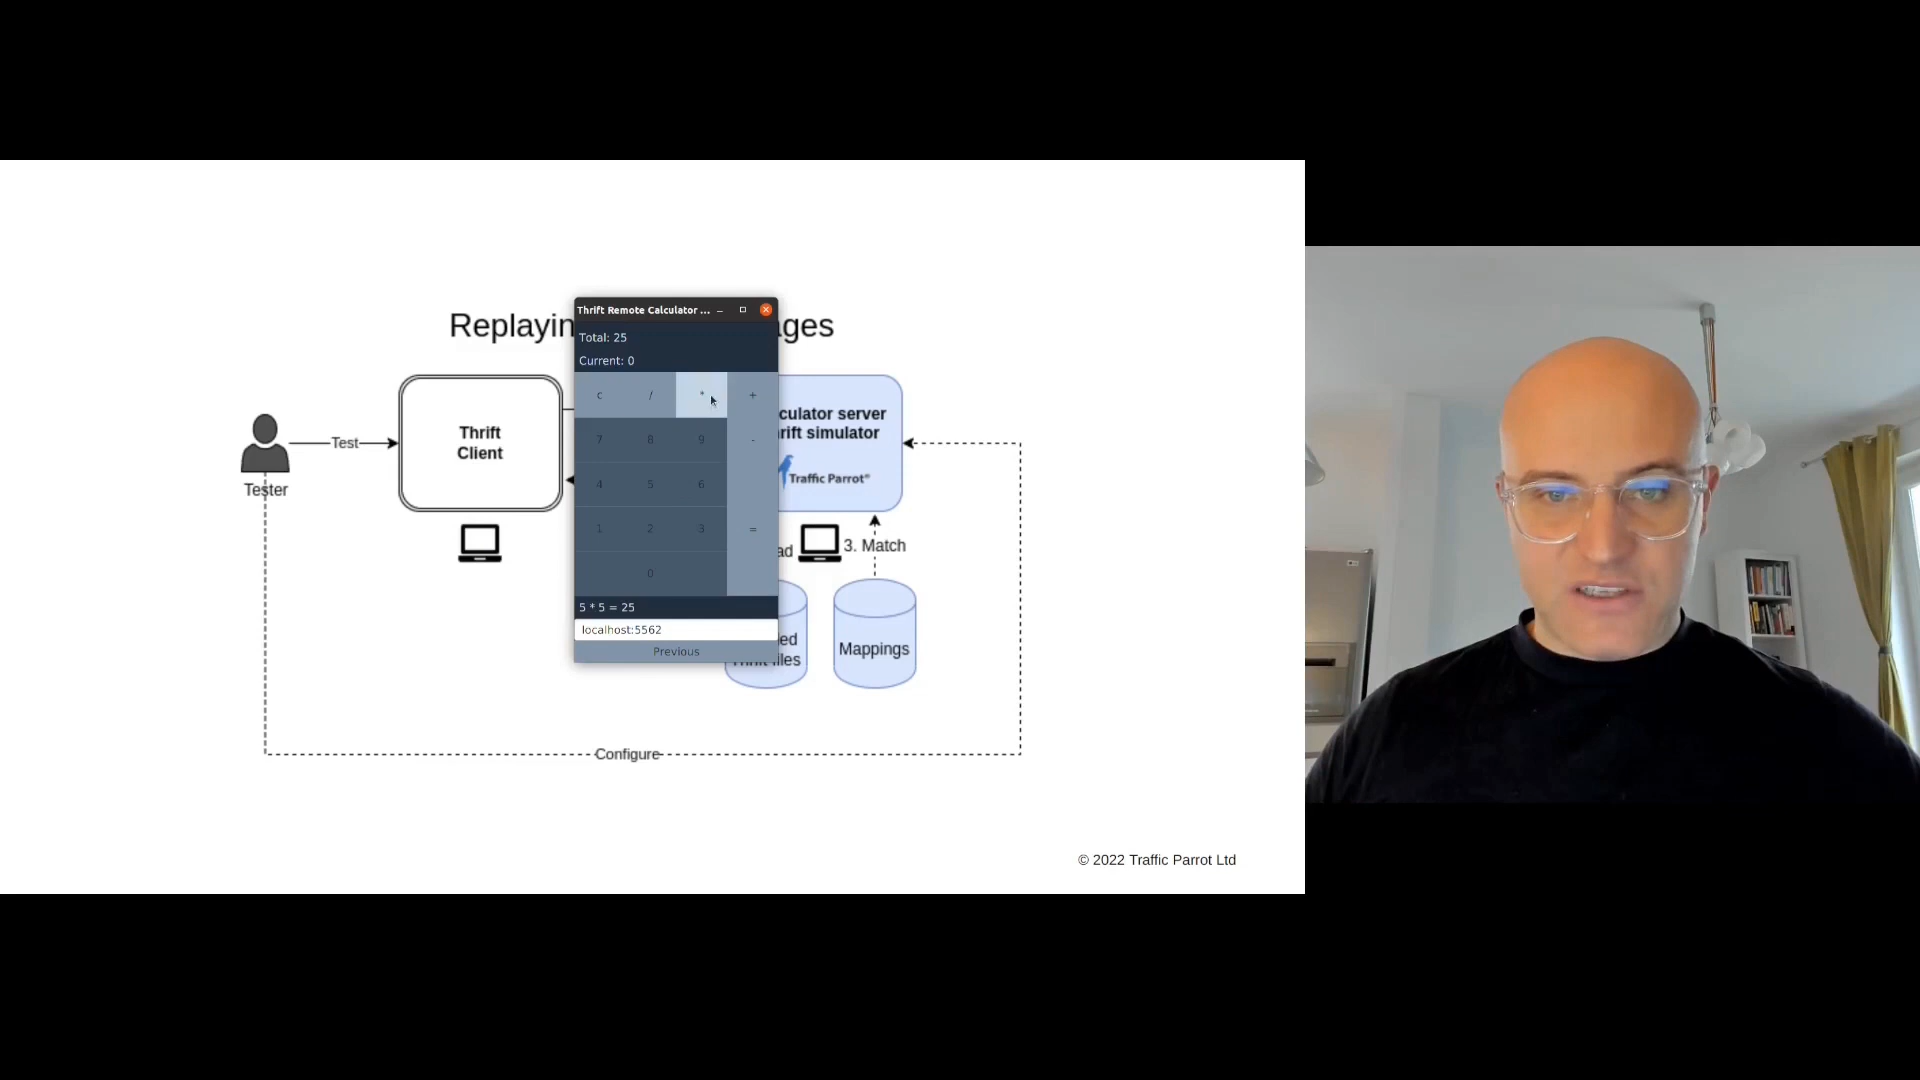 Replayin
ges
Thrift Remote Calculator ...
Total: 25
Current: 0
c / * +
7 8 9 -
4 5 6
1 2 3 =
0
5 * 5 = 25
localhost:5562
Previous
Test
Tester
Thrift
Client
culator server
rift simulator
Traffic Parrot®
ad
3. Match
ed
Thrift files
Mappings
Configure
© 2022 Traffic Parrot Ltd